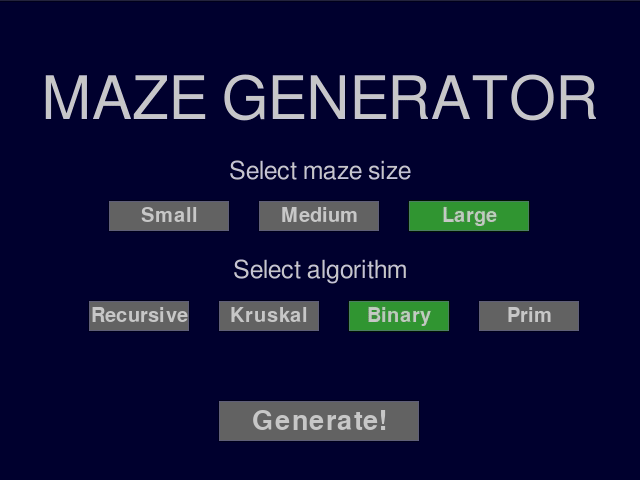 MAZE GENERATOR
Select maze size
Small Medium Large
Select algorithm
Recursive Kruskal Binary Prim
Generate!